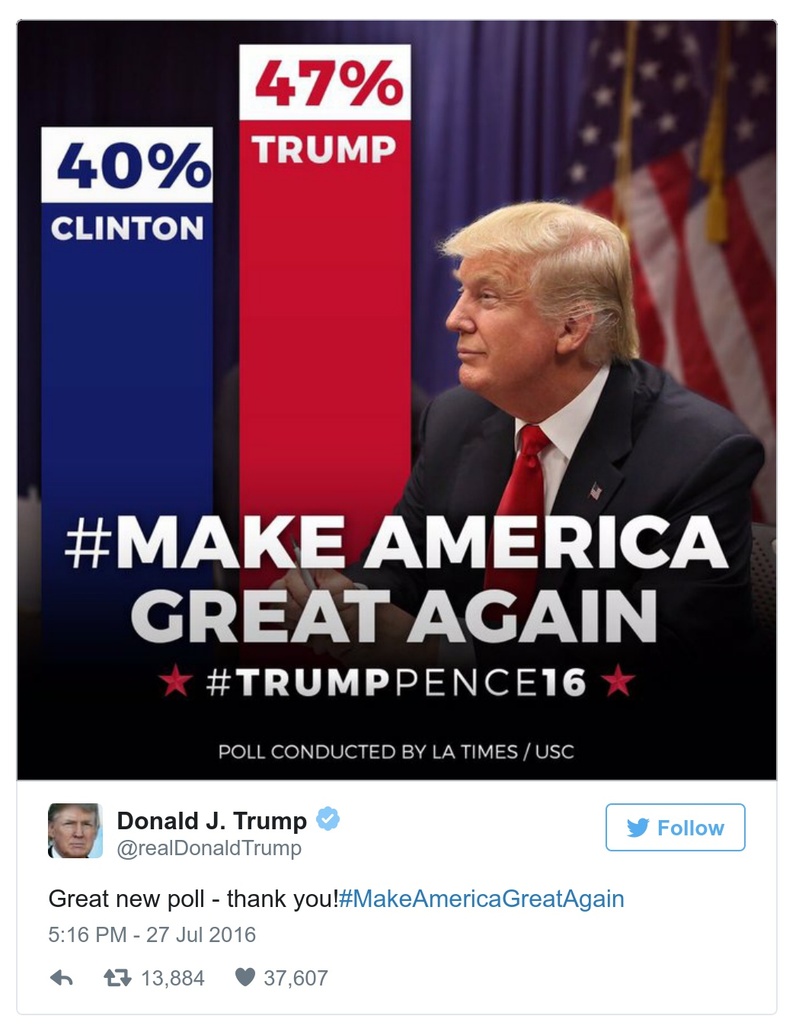 47%
TRUMP
40%
CLINTON
#MAKE AMERICA
GREAT AGAIN
#TRUMPPENCE16
POLL CONDUCTED BY LA TIMES / USC
Donald J. Trump
@realDonaldTrump
Follow
Great new poll - thank you!#MakeAmericaGreatAgain
5:16 PM - 27 Jul 2016
13,884 37,607